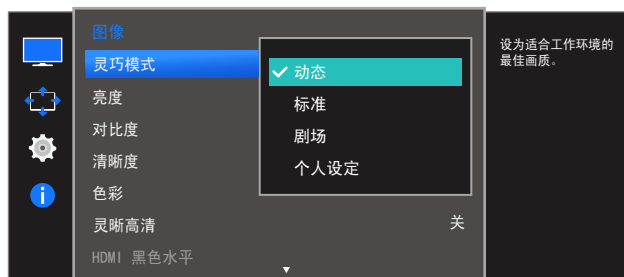 图像
灵巧模式
亮度
对比度
清晰度
色彩
灵晰高清
关
HDMI 黑色水平
动态
标准
剧场
个人设定
设为适合工作环境的
最佳画质。